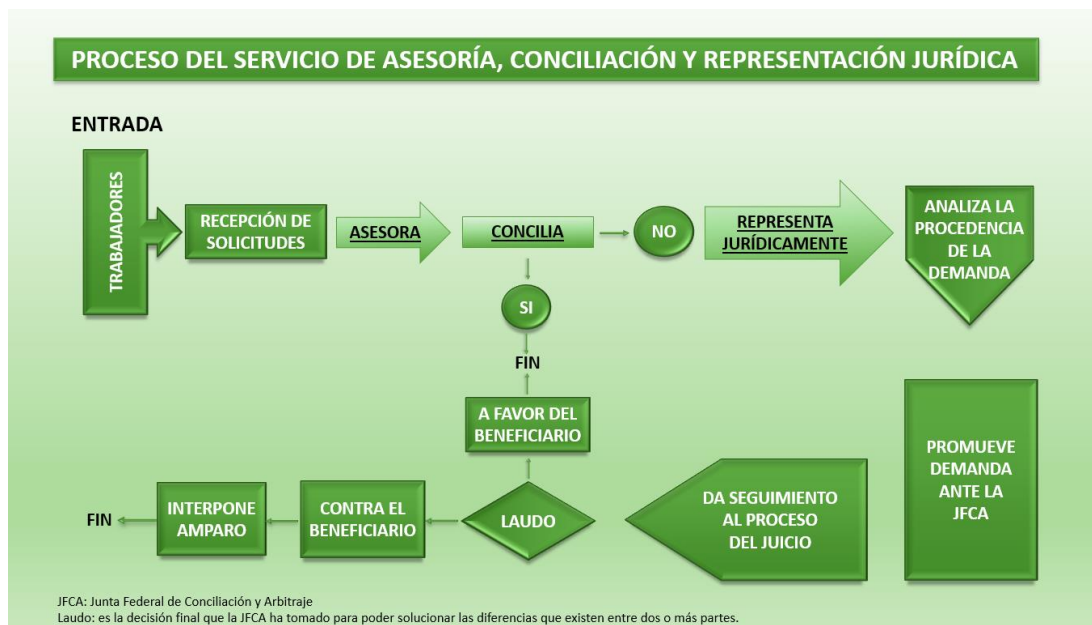 PROCESO DEL SERVICIO DE ASESORÍA, CONCILIACIÓN Y REPRESENTACIÓN JURÍDICA
ENTRADA
TRABAJADORES
RECEPCIÓN DE
SOLICITUDES
ASESORA
CONCILIA
NO
REPRESENTA
JURÍDICAMENTE
ANALIZA LA
PROCEDENCIA
DE LA
DEMANDA
SI
FIN
A FAVOR DEL
BENEFICIARIO
PROMUEVE
DEMANDA
ANTE LA
JFCA
DA SEGUIMIENTO
AL PROCESO
DEL JUICIO
LAUDO
CONTRA EL
BENEFICIARIO
INTERPONE
AMPARO
FIN
JFCA: Junta Federal de Conciliación y Arbitraje
Laudo: es la decisión final que la JFCA ha tomado para poder solucionar las diferencias que existen entre dos o más partes.